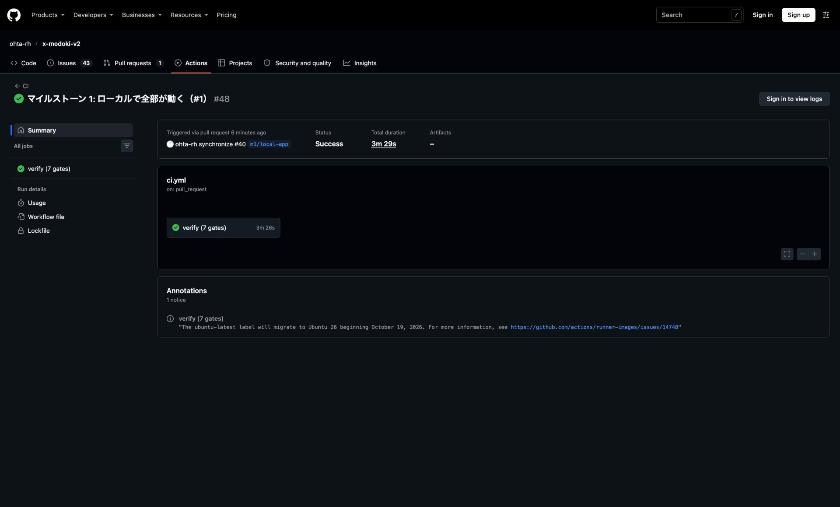 Products Developers Businesses Resources Pricing Search / Sign in Sign up
ohta-rh / x-modoki-v2
Code Issues 43 Pull requests 1 Actions Projects Security and quality Insights
CI
マイルストーン 1: ローカルで全部が動く (#1) #48
Sign in to view logs
Summary
All jobs
verify (7 gates)
Run details
Usage
Workflow file
Lockfile
Triggered via pull request 6 minutes ago
ohta-rh synchronize #40 m1/local-app
Status
Success
Total duration
3m 29s
Artifacts
–
ci.yml
on: pull_request
verify (7 gates) 3m 26s
Annotations
1 notice
verify (7 gates)
"The ubuntu-latest label will migrate to Ubuntu 26 beginning October 19, 2026. For more information, see https://github.com/actions/runner-images/issues/14748"